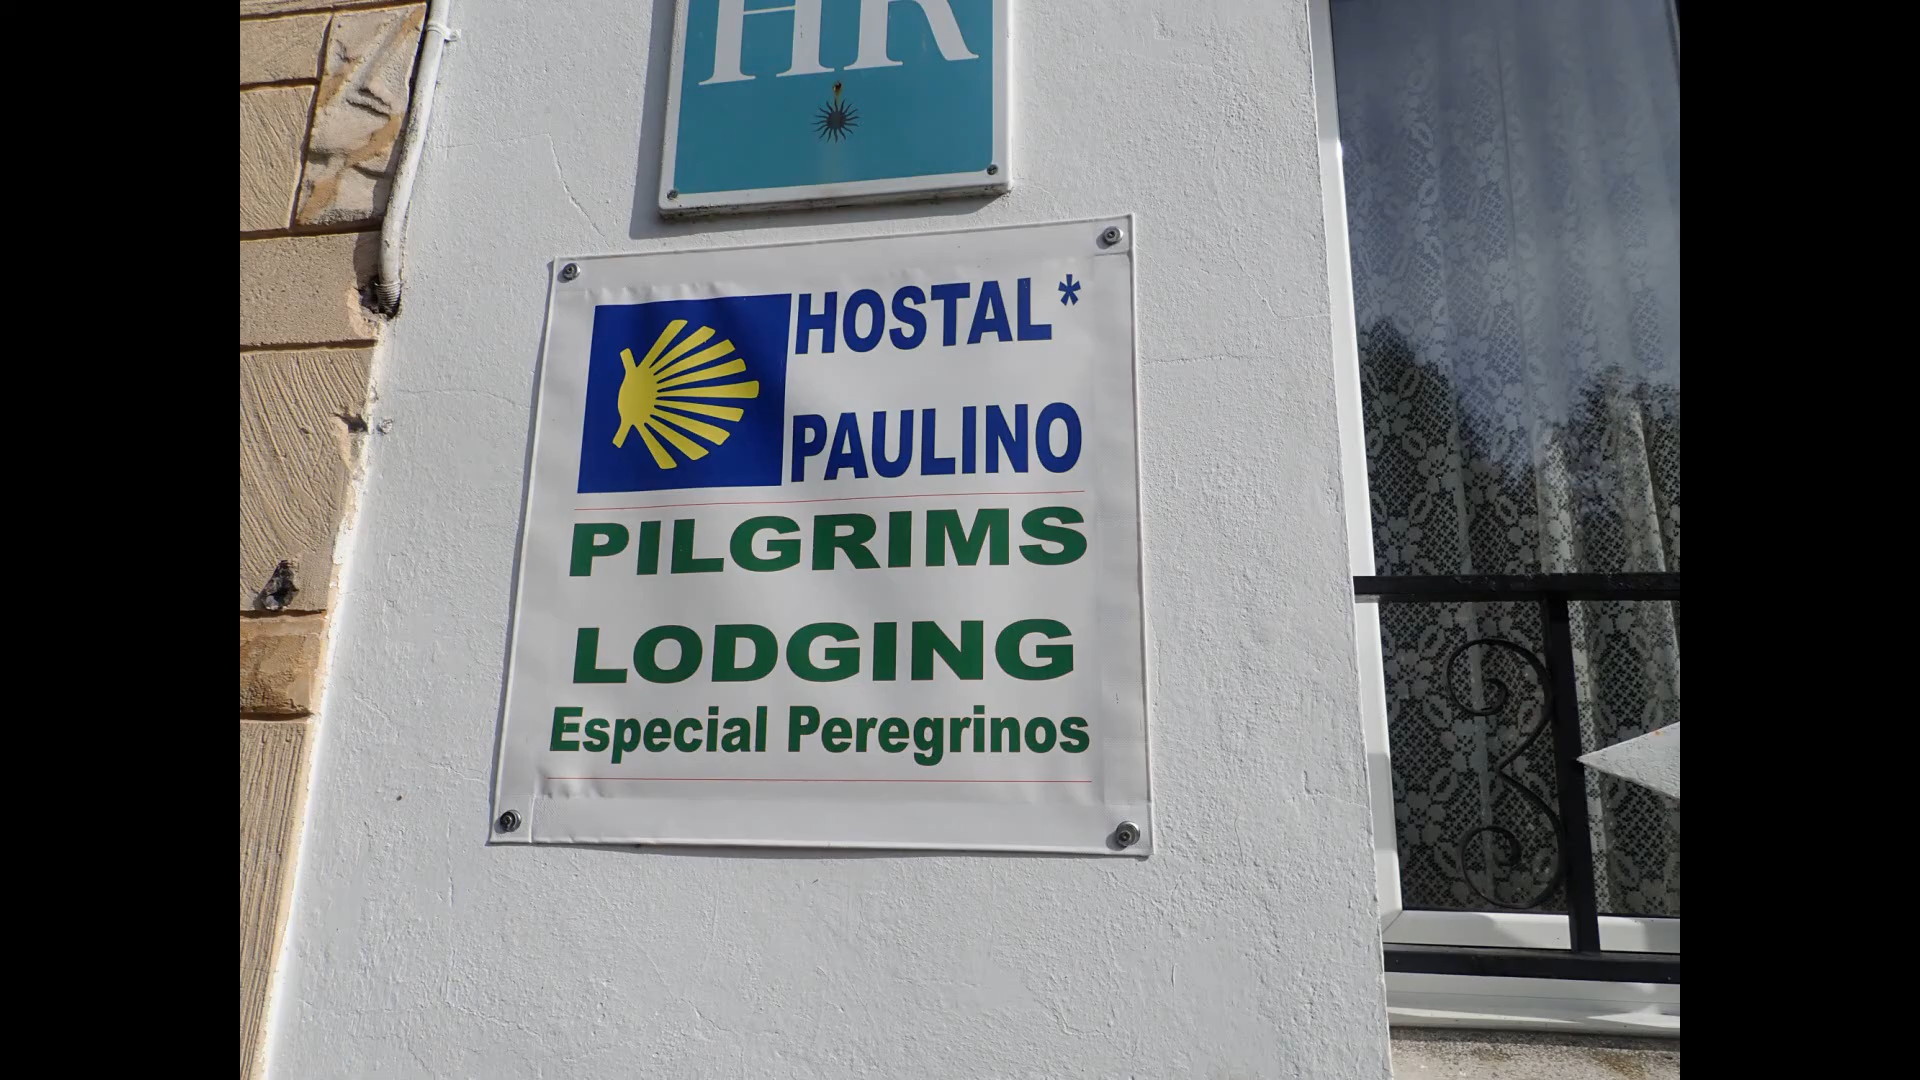 HR
HOSTAL*
PAULINO
PILGRIMS
LODGING
Especial Peregrinos